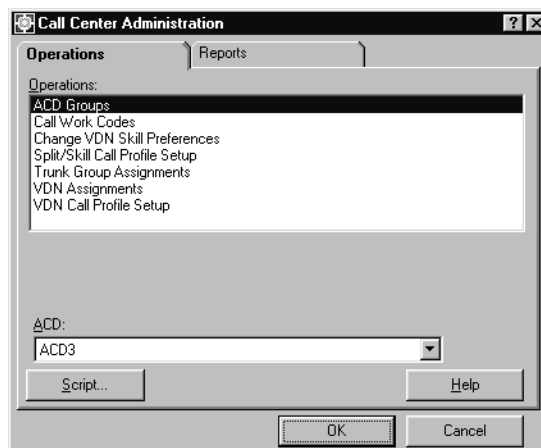 Call Center Administration
Operations
Reports
Operations:
ACD Groups
Call Work Codes
Change VDN Skill Preferences
Split/Skill Call Profile Setup
Trunk Group Assignments
VDN Assignments
VDN Call Profile Setup
ACD:
ACD3
Script...
Help
OK
Cancel